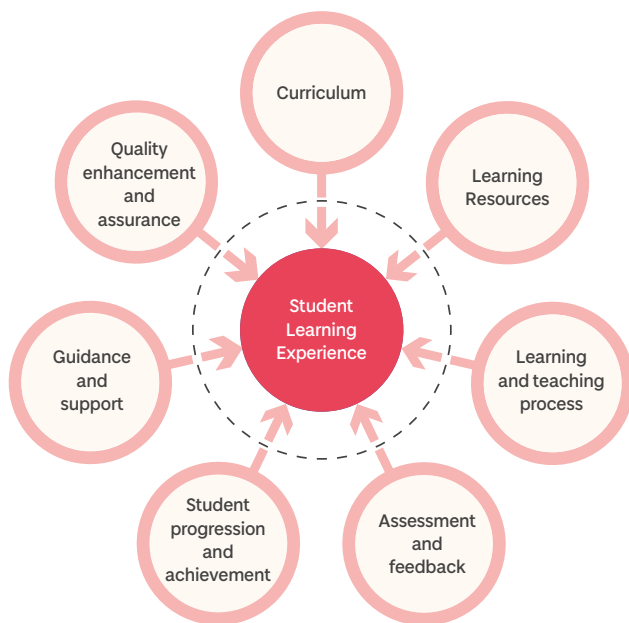 Curriculum
Learning
Resources
Learning
and teaching
process
Assessment
and
feedback
Student
progression
and
achievement
Guidance
and
support
Quality
enhancement
and
assurance
Student
Learning
Experience